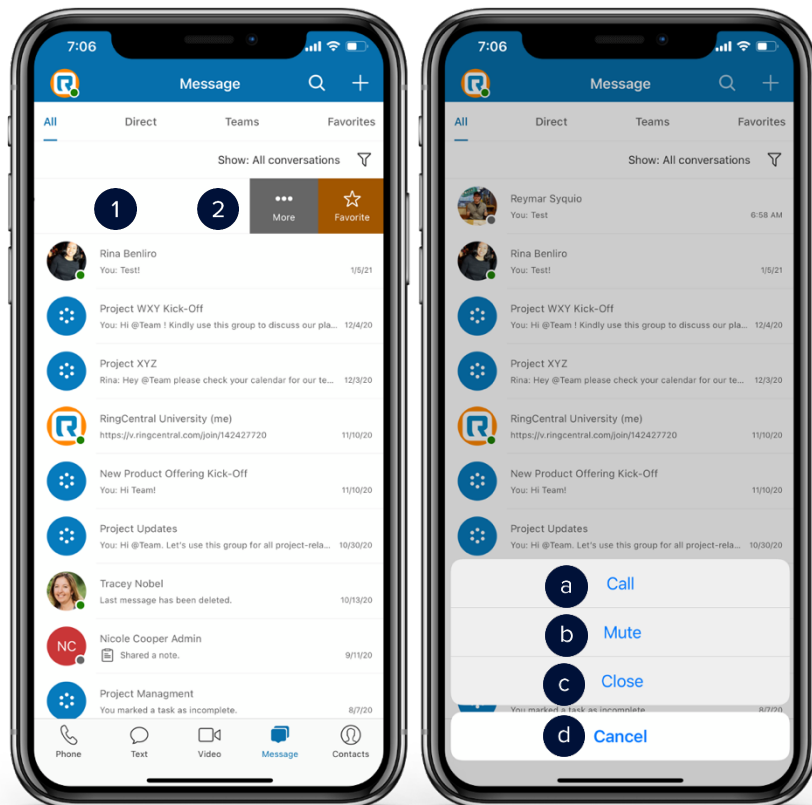 7:06
Message
All Direct Teams Favorites
Show: All conversations
1 2 More Favorite
Rina Benliro
You: Test! 1/5/21
Project WXY Kick-Off
You: Hi @Team ! Kindly use this group to discuss our pla... 12/4/20
Project XYZ
Rina: Hey @Team please check your calendar for our te... 12/3/20
RingCentral University (me)
https://v.ringcentral.com/join/142427720 11/10/20
New Product Offering Kick-Off
You: Hi Team! 11/10/20
Project Updates
You: Hi @Team. Let's use this group for all project-rela... 10/30/20
Tracey Nobel
Last message has been deleted. 10/13/20
NC Nicole Cooper Admin
Shared a note. 9/11/20
Project Managment
You marked a task as incomplete. 8/7/20
Phone Text Video Message Contacts
7:06
Message
All Direct Teams Favorites
Show: All conversations
Reymar Syquio
You: Test 6:58 AM
Rina Benliro
You: Test! 1/5/21
Project WXY Kick-Off
You: Hi @Team ! Kindly use this group to discuss our pla... 12/4/20
Project XYZ
Rina: Hey @Team please check your calendar for our te... 12/3/20
RingCentral University (me)
https://v.ringcentral.com/join/142427720 11/10/20
New Product Offering Kick-Off
You: Hi Team! 11/10/20
Project Updates
You: Hi @Team. Let's use this group for all project-rela... 10/30/20
a Call
b Mute
c Close
You marked a task as incomplete. 8/7/20
d Cancel